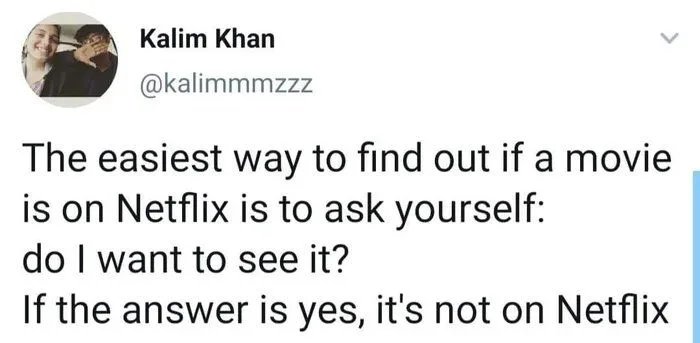 Kalim Khan
@kalimmmzzz
The easiest way to find out if a movie
is on Netflix is to ask yourself:
do I want to see it?
If the answer is yes, it's not on Netflix